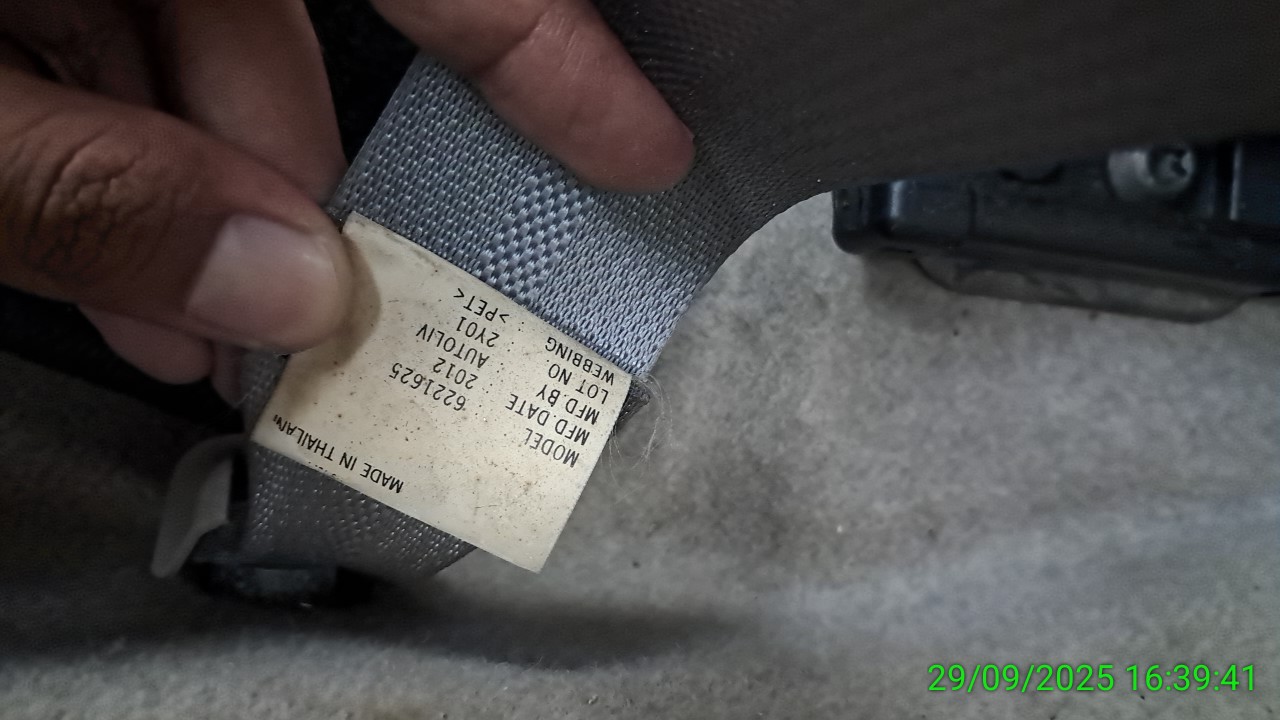 MODEL : 6221625
MFD DATE : 2012
MFD BY : AUTOLIV
LOT NO. : 2Y01
WEBBING : >PET<
MADE IN THAILAN
29/09/2025 16:39:41